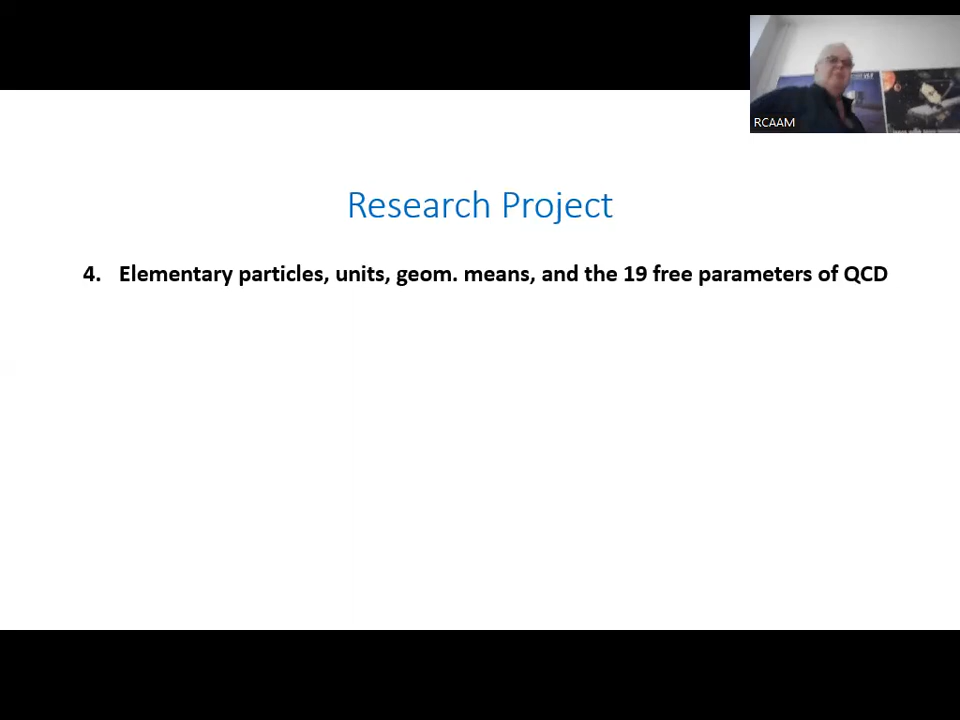 RCAAM
Research Project
4. Elementary particles, units, geom. means, and the 19 free parameters of QCD